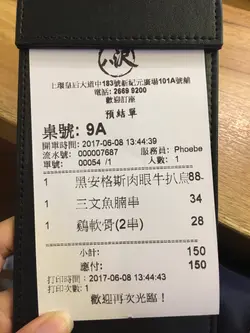 上環皇后大道中183號新紀元廣場101A號舖
電話: 2669 9200
歡迎訂座
預結單
桌號: 9A
開單時間:2017-06-08 13:44:39
流水號: 000007687 服務員: Phoebe
單號: 00054 /1 人數: 1
1 黑安格斯肉眼牛扒 88.
1 三文魚腩串 34
1 鷄軟骨(2串) 28
小計: 150
應付: 150
打印時間:2017-06-08 13:44:43
打印次數:1
歡迎再次光臨!